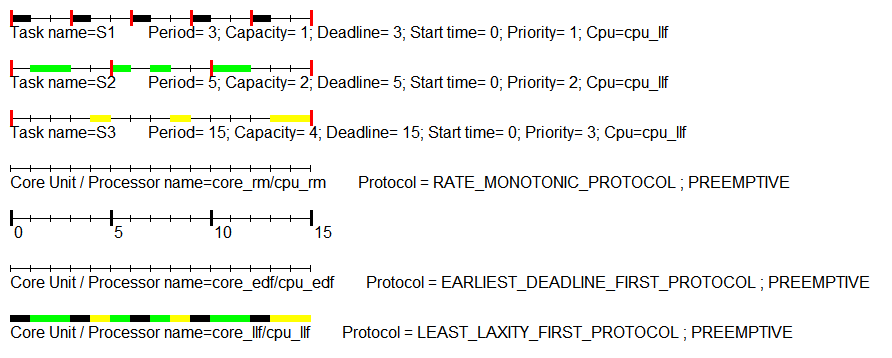 Task name=S1 Period= 3; Capacity= 1; Deadline= 3; Start time= 0; Priority= 1; Cpu=cpu_llf
Task name=S2 Period= 5; Capacity= 2; Deadline= 5; Start time= 0; Priority= 2; Cpu=cpu_llf
Task name=S3 Period= 15; Capacity= 4; Deadline= 15; Start time= 0; Priority= 3; Cpu=cpu_llf
Core Unit / Processor name=core_rm/cpu_rm Protocol = RATE_MONOTONIC_PROTOCOL ; PREEMPTIVE
0 5 10 15
Core Unit / Processor name=core_edf/cpu_edf Protocol = EARLIEST_DEADLINE_FIRST_PROTOCOL ; PREEMPTIVE
Core Unit / Processor name=core_llf/cpu_llf Protocol = LEAST_LAXITY_FIRST_PROTOCOL ; PREEMPTIVE